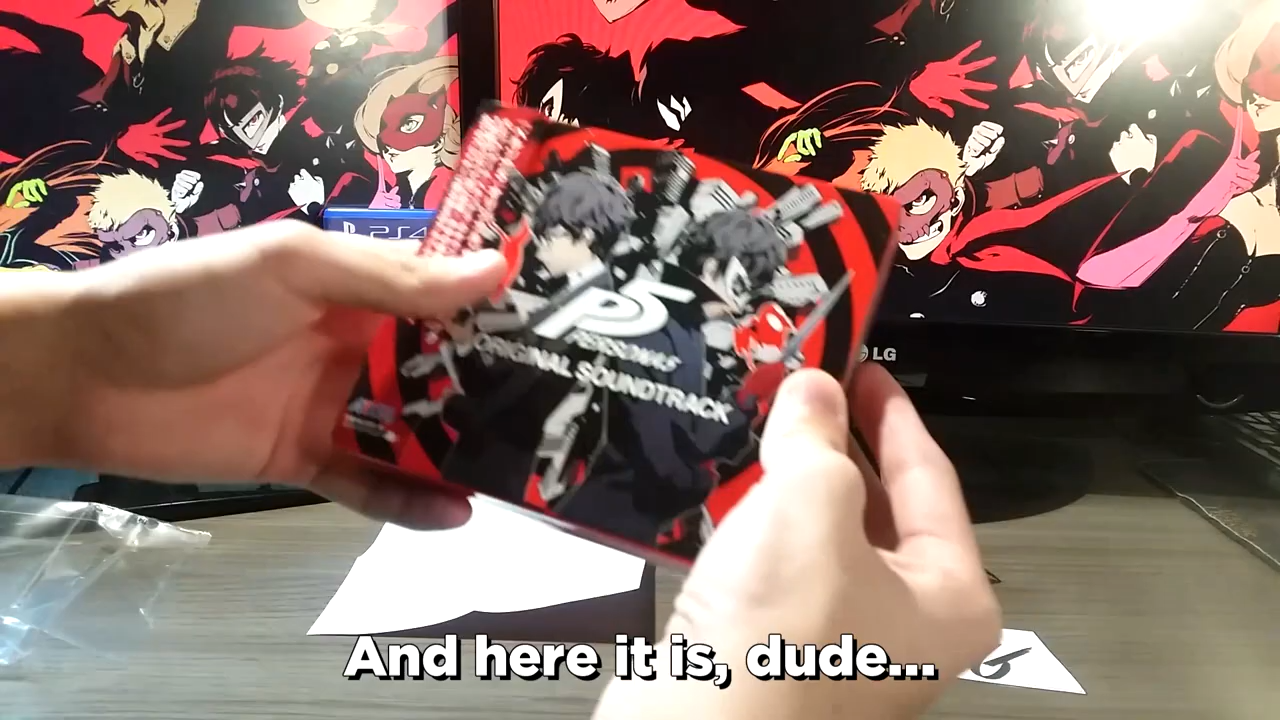 PS4
P5
PERSONA5
ORIGINAL SOUNDTRACK
LG
And here it is, dude...